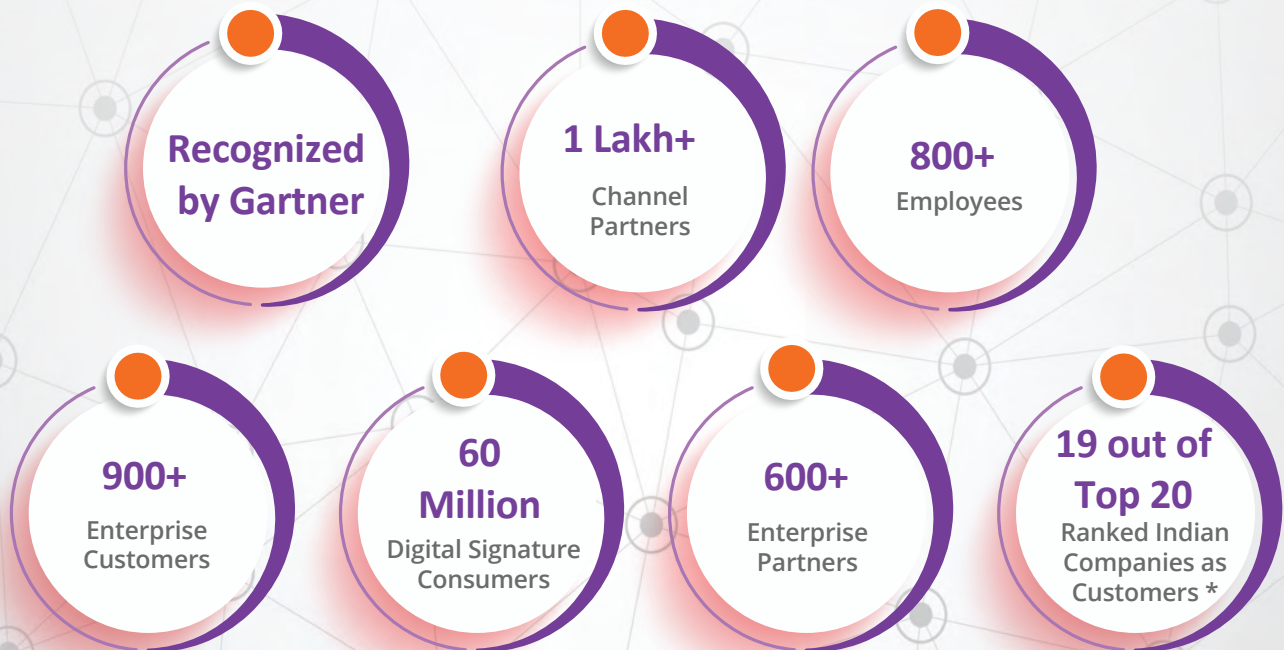 Recognized
by Gartner
1 Lakh+
Channel
Partners
800+
Employees
900+
Enterprise
Customers
60
Million
Digital Signature
Consumers
600+
Enterprise
Partners
19 out of
Top 20
Ranked Indian
Companies as
Customers *